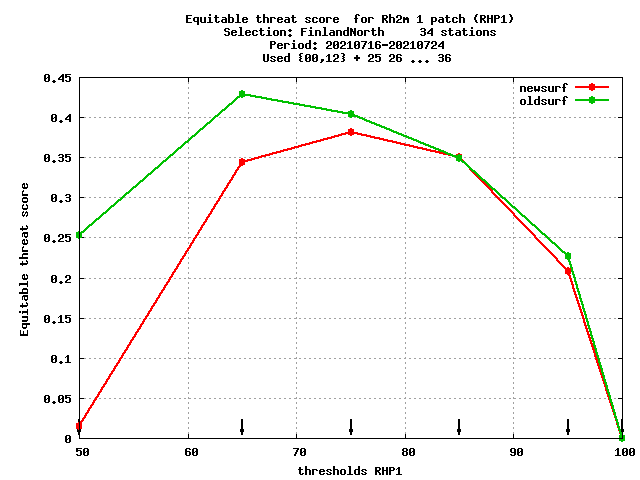 Equitable threat score  for Rh2m 1 patch (RHP1)
Selection: FinlandNorth     34 stations
Period: 20210716-20210724
Used {00,12} + 25 26 ... 36
newsurf
oldsurf
Equitable threat score
0.45
0.4
0.35
0.3
0.25
0.2
0.15
0.1
0.05
0
50 60 70 80 90 100
thresholds RHP1